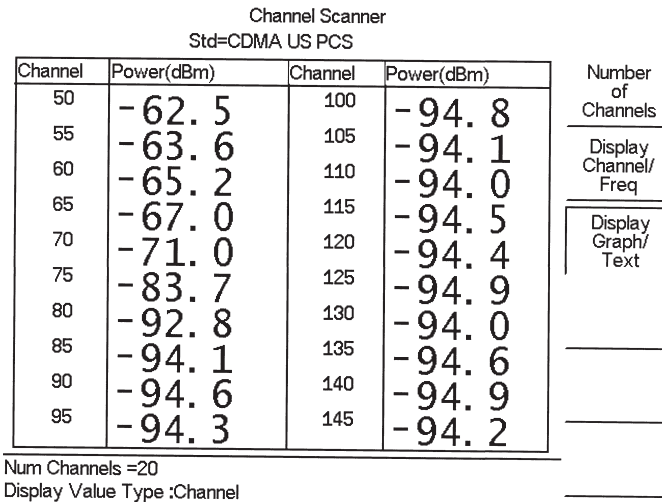 Channel Scanner
Std=CDMA US PCS
Channel Power(dBm) Channel Power(dBm)
50 -62.5 100 -94.8
55 -63.6 105 -94.1
60 -65.2 110 -94.0
65 -67.0 115 -94.5
70 -71.0 120 -94.4
75 -83.7 125 -94.9
80 -92.8 130 -94.0
85 -94.1 135 -94.6
90 -94.6 140 -94.9
95 -94.3 145 -94.2
Number
of
Channels
Display
Channel/
Freq
Display
Graph/
Text
Num Channels =20
Display Value Type :Channel